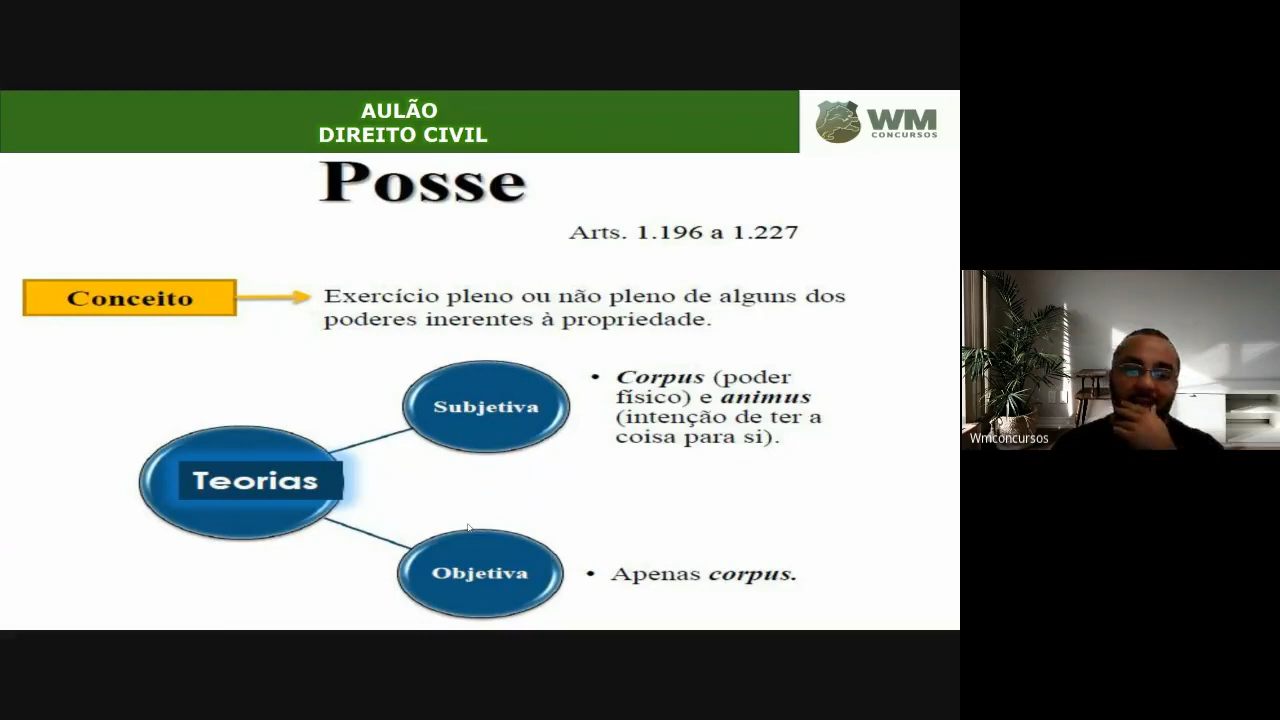 AULÃO
DIREITO CIVIL
WM
CONCURSOS
Posse
Arts. 1.196 a 1.227
Conceito
Exercício pleno ou não pleno de alguns dos
poderes inerentes à propriedade.
Subjetiva
• Corpus (poder
físico) e animus
(intenção de ter a
coisa para si).
Teorias
Objetiva
• Apenas corpus.
Wmconcursos